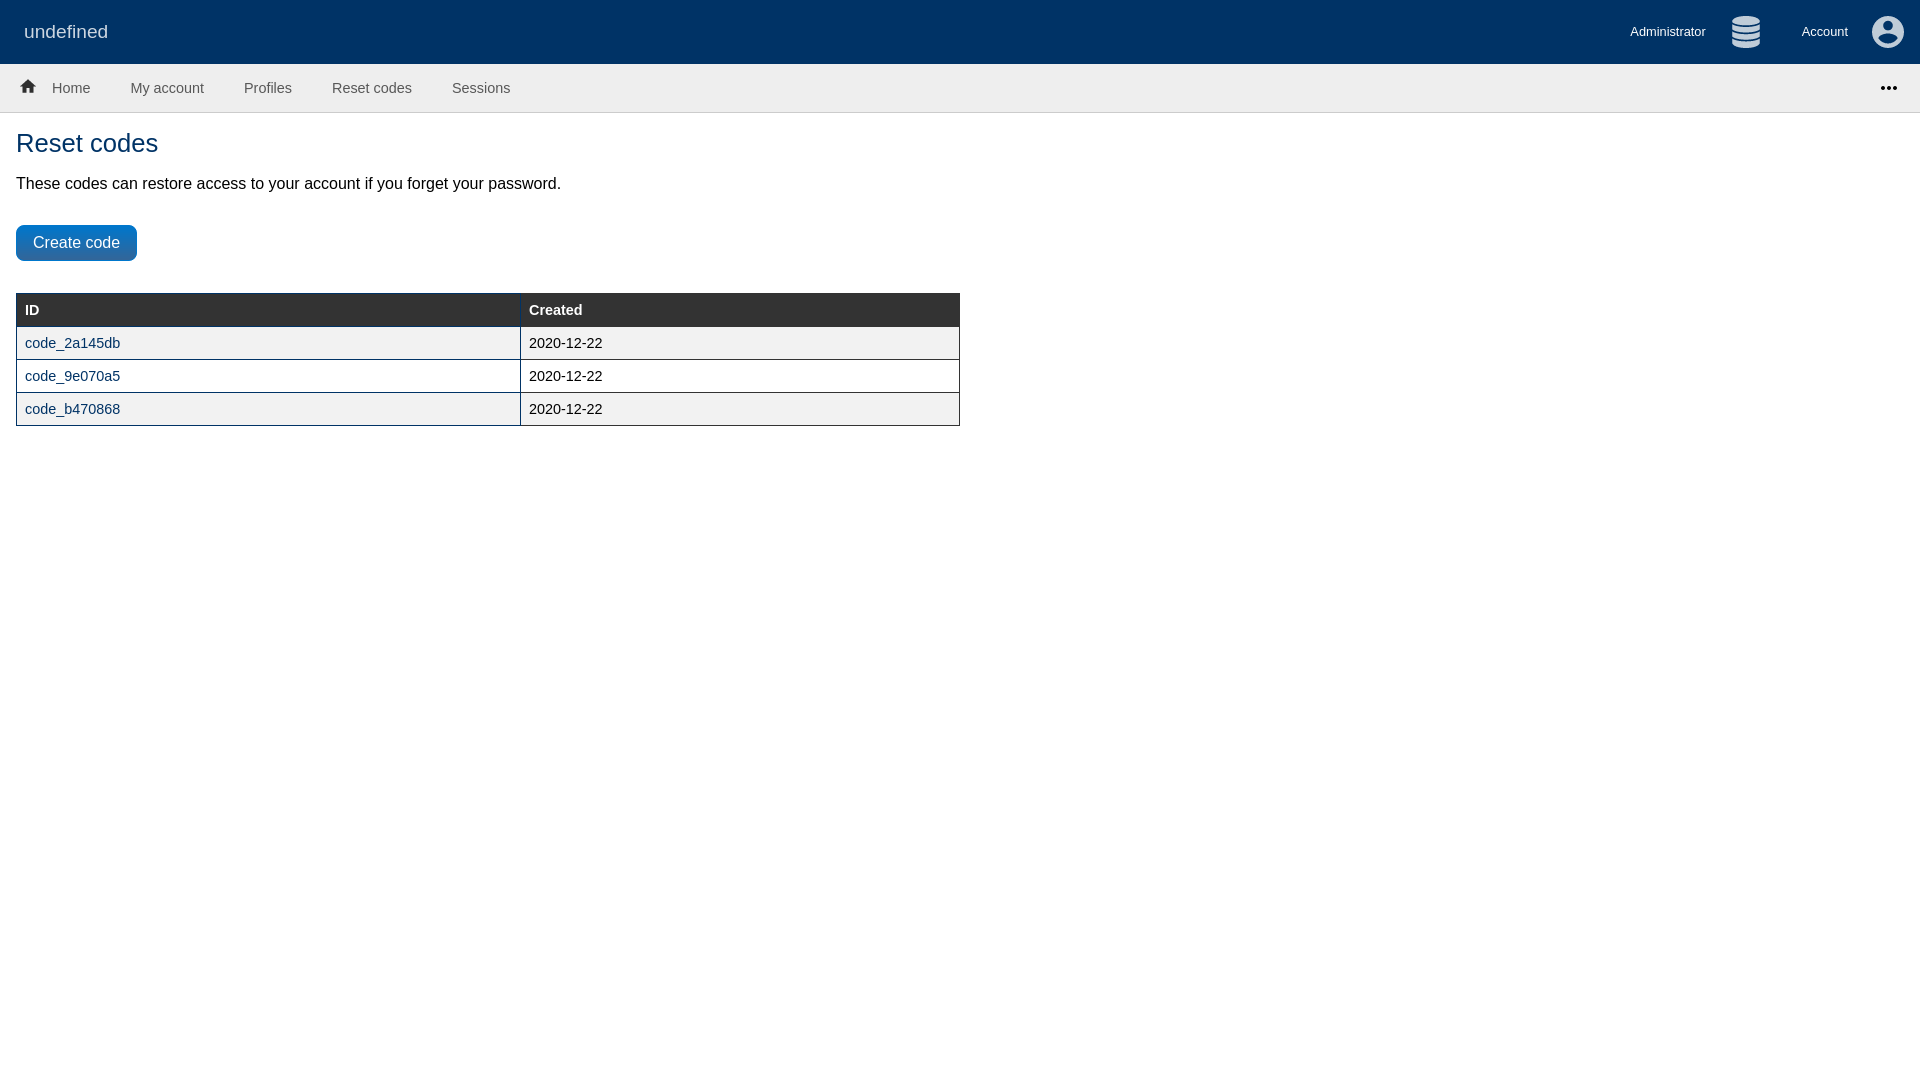 undefined
Administrator
Account
Home
My account
Profiles
Reset codes
Sessions
Reset codes
These codes can restore access to your account if you forget your password.
Create code
ID Created
code_2a145db 2020-12-22
code_9e070a5 2020-12-22
code_b470868 2020-12-22